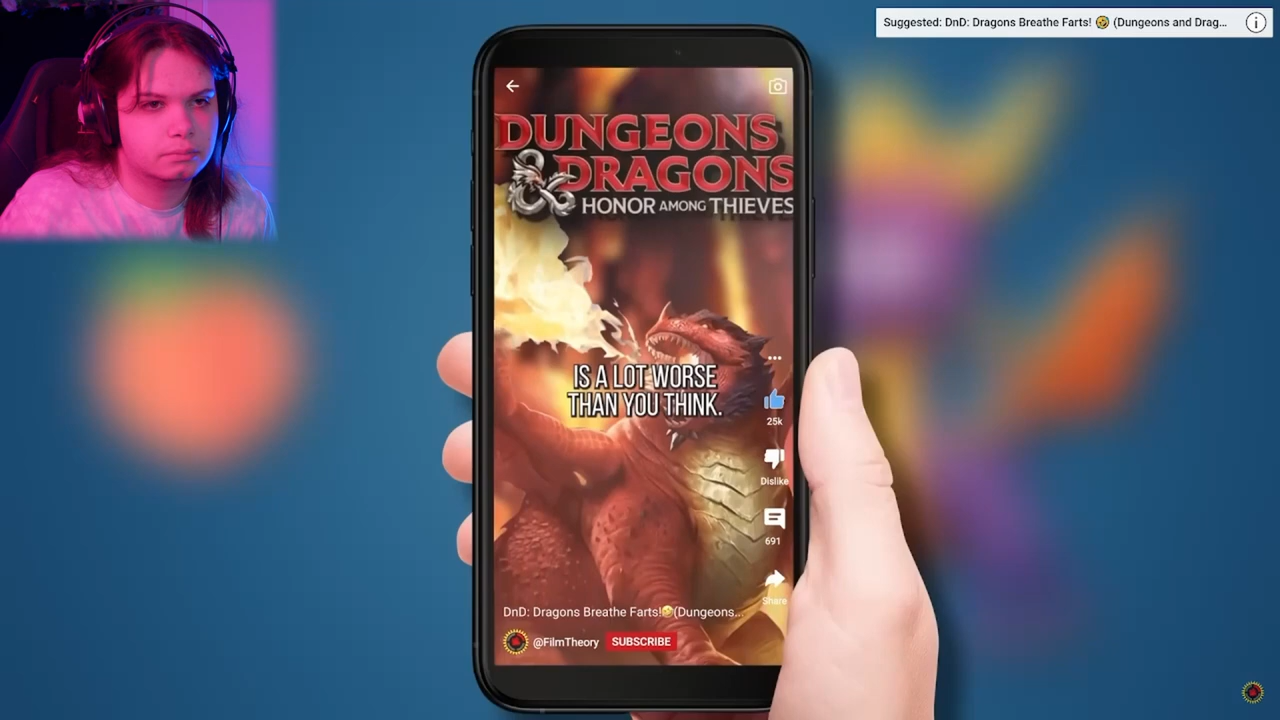 Suggested: DnD: Dragons Breathe Farts! 🤣 (Dungeons and Drag...
DUNGEONS
& DRAGONS
HONOR AMONG THIEVES
IS A LOT WORSE
THAN YOU THINK.
25k
Dislike
691
Share
DnD: Dragons Breathe Farts!🤣(Dungeons...
@FilmTheory SUBSCRIBE